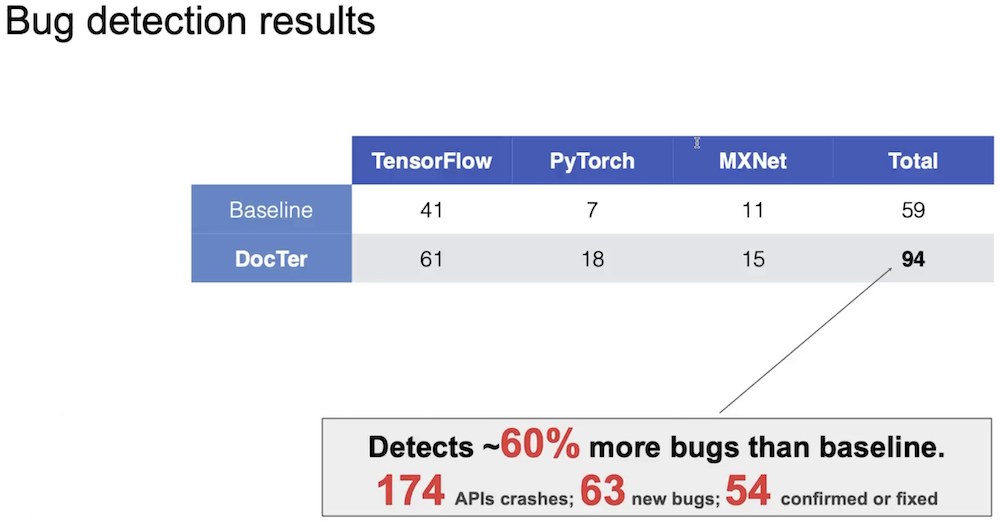 Bug detection results
TensorFlow PyTorch MXNet Total
Baseline 41 7 11 59
DocTer 61 18 15 94
Detects ~60% more bugs than baseline.
174 APIs crashes; 63 new bugs; 54 confirmed or fixed